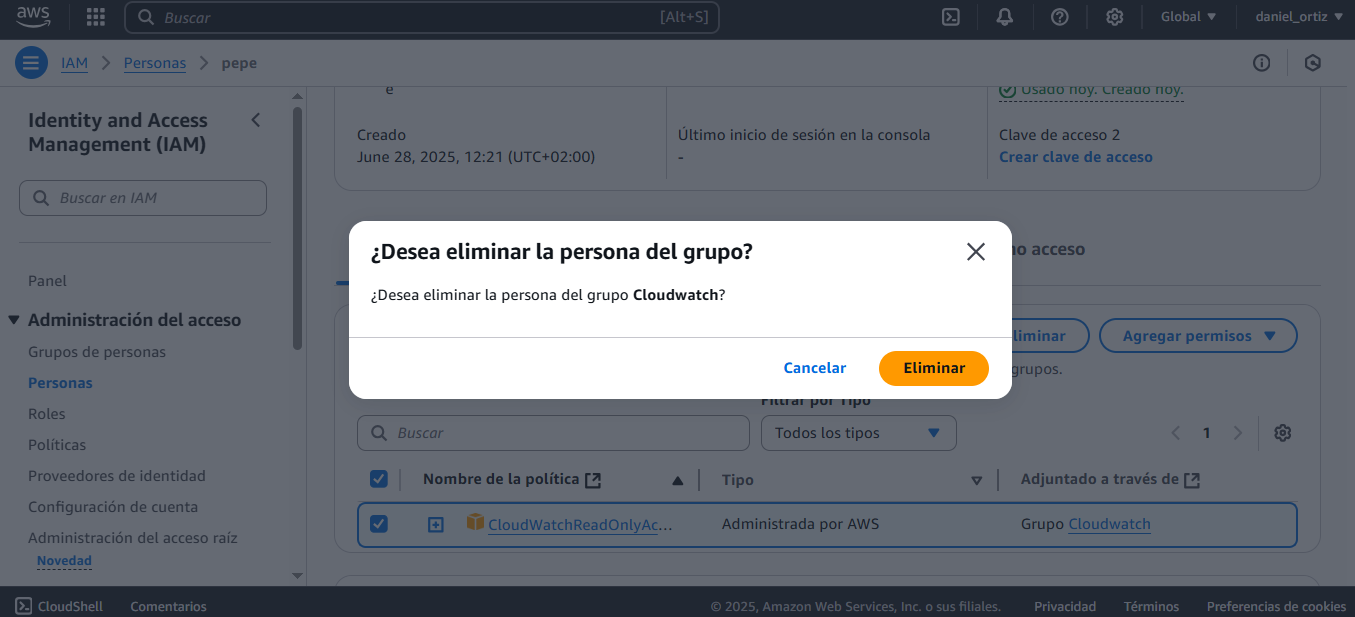 aws
Buscar
[Alt+S]
Global
daniel_ortiz
IAM
Personas
pepe
Identity and Access
Management (IAM)
Buscar en IAM
Panel
Administración del acceso
Grupos de personas
Personas
Roles
Políticas
Proveedores de identidad
Configuración de cuenta
Administración del acceso raíz
Novedad
e
Creado
June 28, 2025, 12:21 (UTC+02:00)
Último inicio de sesión en la consola
-
Usado hoy. Creado hoy.
Clave de acceso 2
Crear clave de acceso
¿Desea eliminar la persona del grupo?
¿Desea eliminar la persona del grupo Cloudwatch?
Cancelar
Eliminar
acceso
Agregar permisos
grupos.
Filtrar por Tipo
Buscar
Todos los tipos
1
Nombre de la política
Tipo
Adjuntado a través de
CloudWatchReadOnlyAc...
Administrada por AWS
Grupo Cloudwatch
CloudShell
Comentarios
© 2025, Amazon Web Services, Inc. o sus filiales.
Privacidad
Términos
Preferencias de cookies